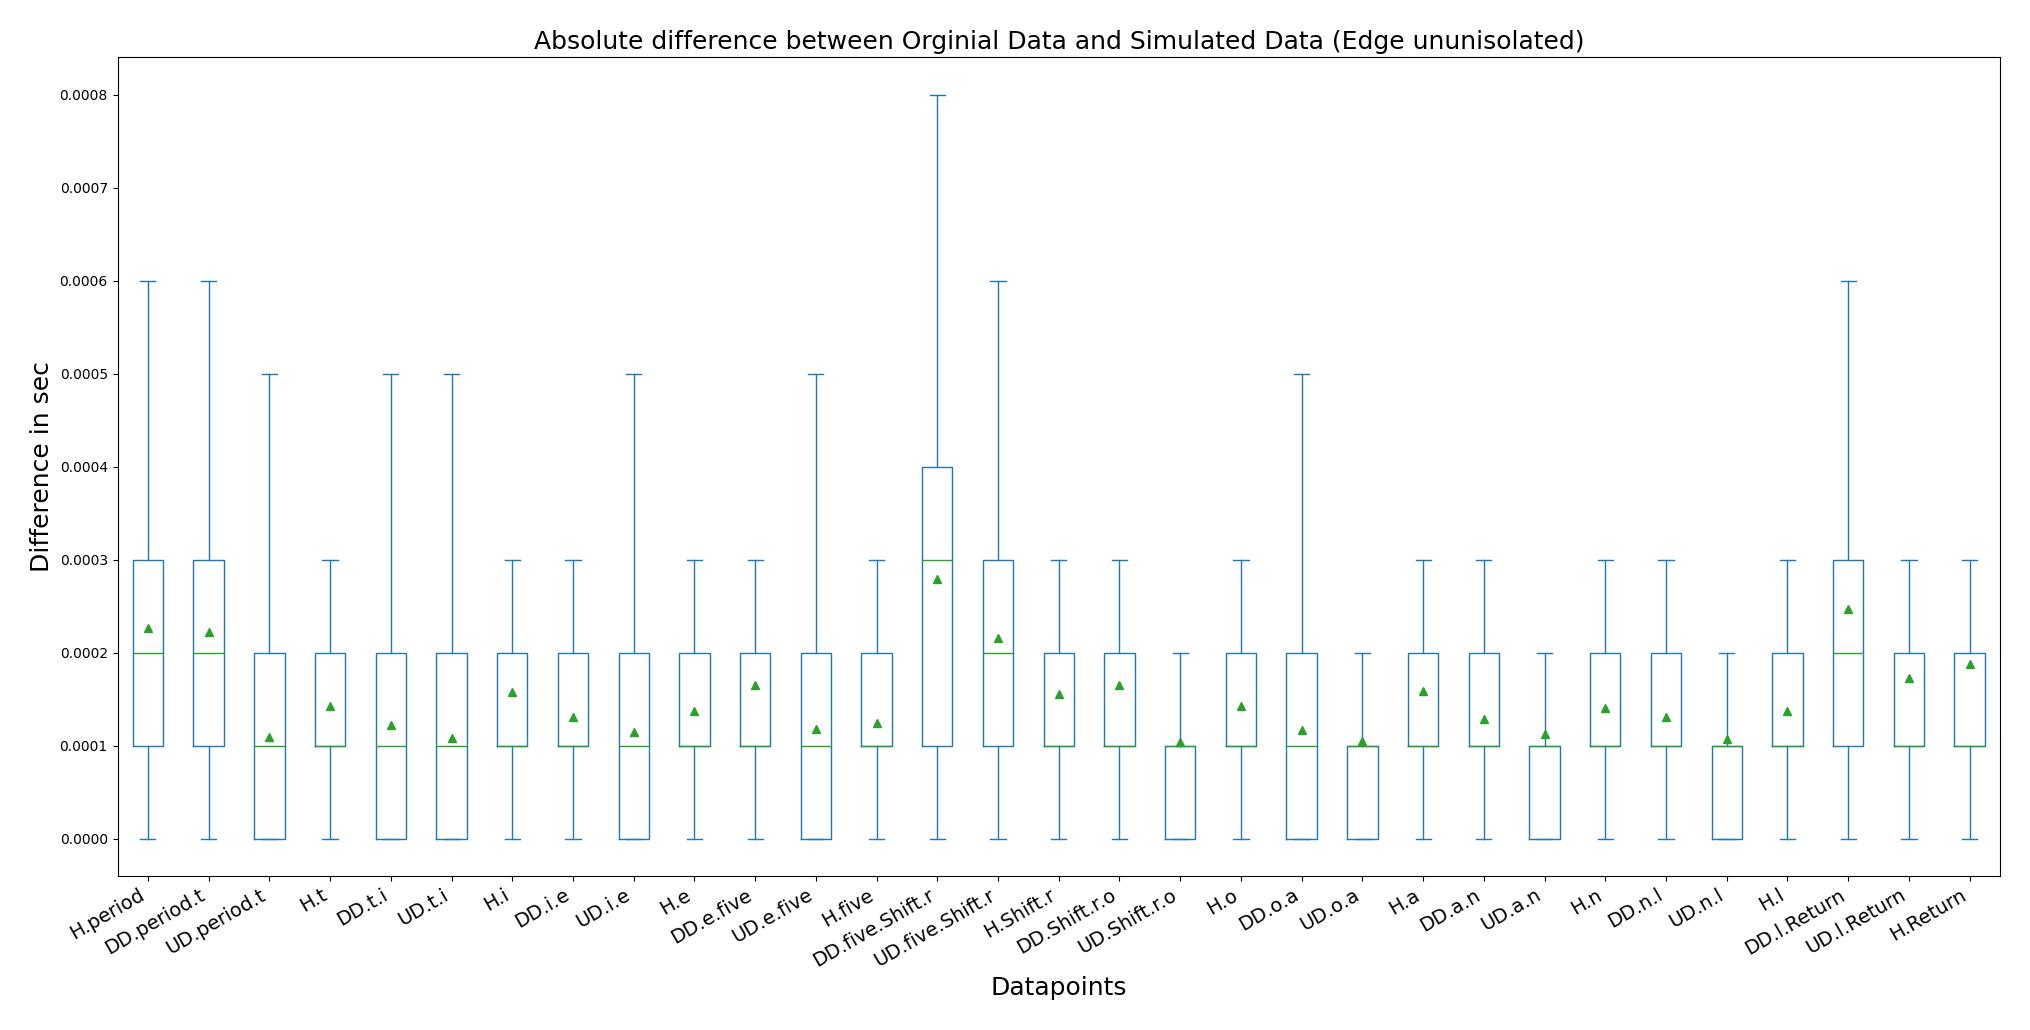 Absolute difference between Orginial Data and Simulated Data (Edge ununisolated)
Difference in sec
0.0008
0.0007
0.0006
0.0005
0.0004
0.0003
0.0002
0.0001
0.0000
H.period
DD.period.t
UD.period.t
H.t
DD.t.i
UD.t.i
H.i
DD.i.e
UD.i.e
H.e
DD.e.five
UD.e.five
H.five
DD.five.Shift.r
UD.five.Shift.r
H.Shift.r
DD.Shift.r.o
UD.Shift.r.o
H.o
DD.o.a
UD.o.a
H.a
DD.a.n
UD.a.n
H.n
DD.n.l
UD.n.l
H.l
DD.l.Return
UD.l.Return
H.Return
Datapoints